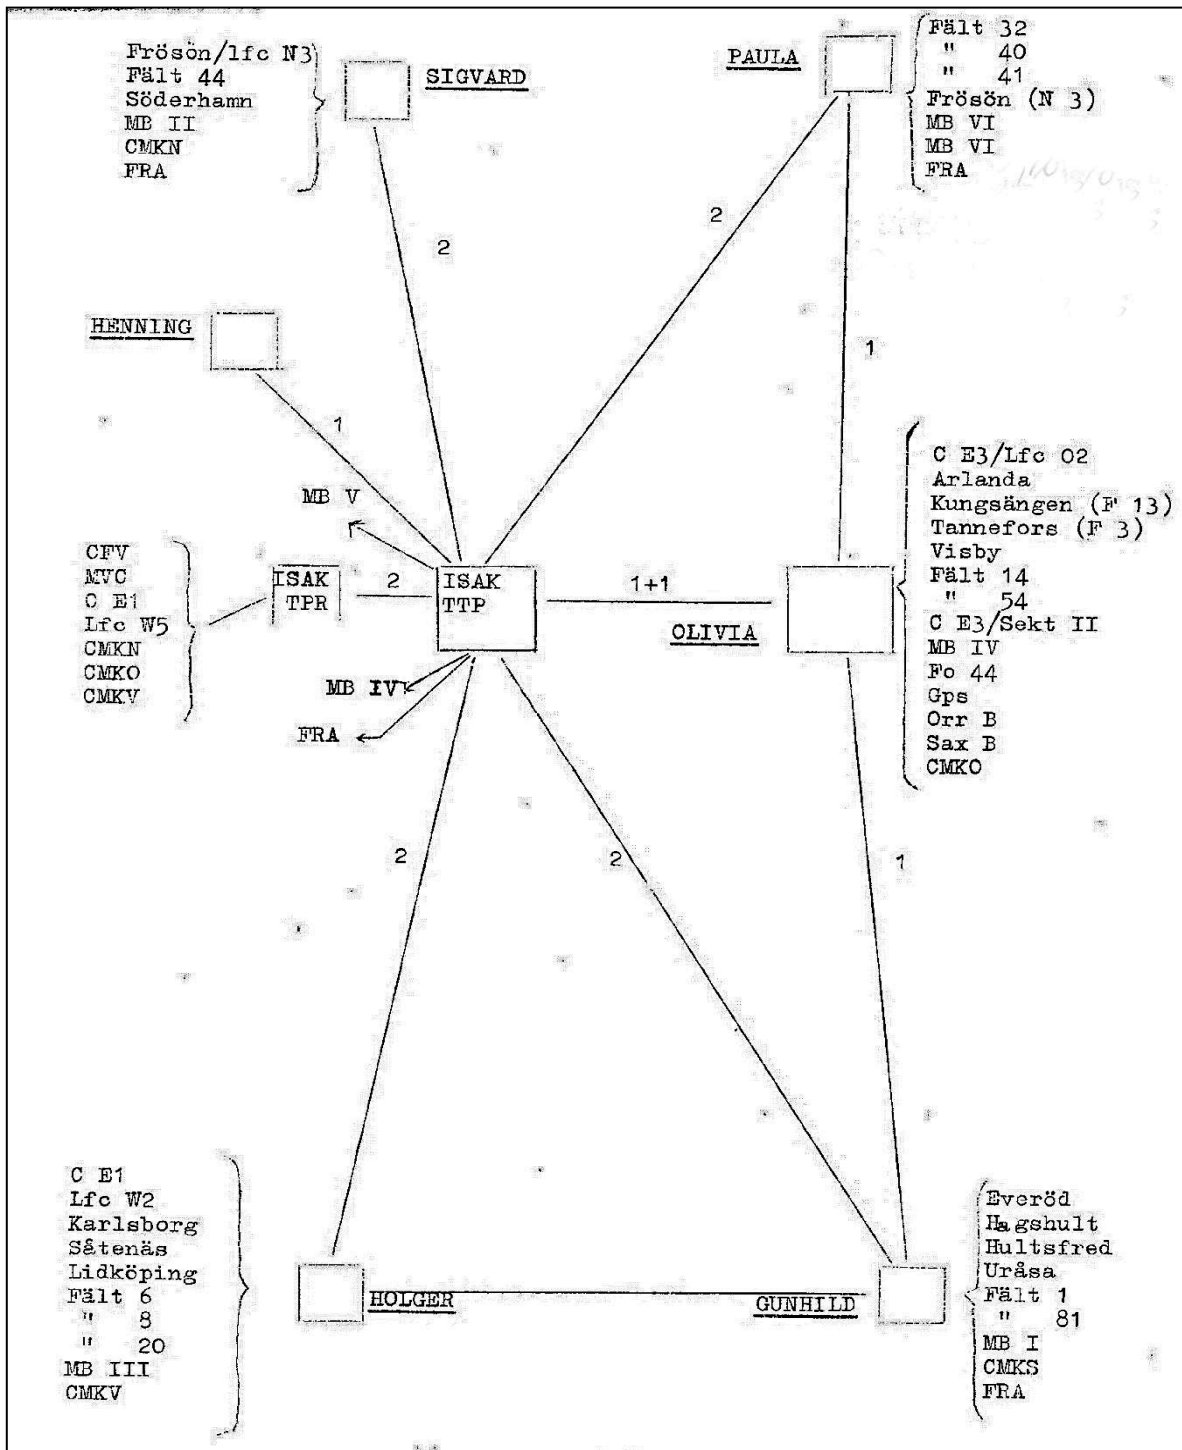 Frösön/lfc N3
Fält 44
Söderhamn
MB II
CMKN
FRA
SIGVARD
PAULA
Fält 32
" 40
" 41
Frösön (N 3)
MB VI
MB VI
FRA
2
2
HENNING
1
1
MB V
CFV
MVC
C E1
Lfc W5
CMKN
CMKO
CMKV
ISAK
TPR
2
ISAK
TTP
1+1
OLIVIA
C E3/Lfc O2
Arlanda
Kungsängen (F 13)
Tannefors (F 3)
Visby
Fält 14
" 54
C E3/Sekt II
MB IV
Fo 44
Gps
Orr B
Sax B
CMKO
MB IV
FRA
2
2
1
C E1
Lfc W2
Karlsborg
Såtenäs
Lidköping
Fält 6
" 8
" 20
MB III
CMKV
HOLGER
GUNHILD
Everöd
Hagshult
Hultsfred
Uråsa
Fält 1
" 81
MB I
CMKS
FRA